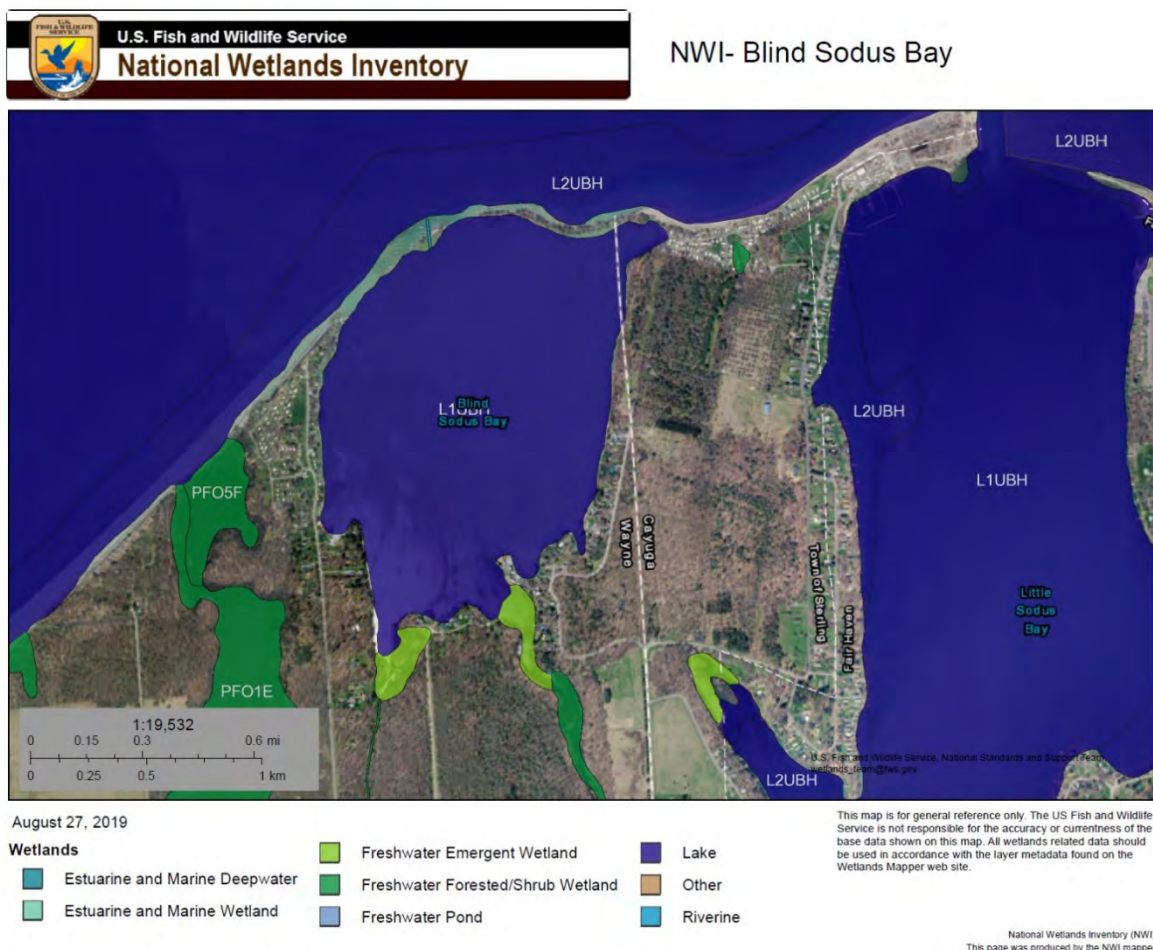 U.S.
FISH & WILDLIFE
SERVICE
U.S. Fish and Wildlife Service
National Wetlands Inventory
NWI- Blind Sodus Bay
L2UBH
L2UBH
L1UBH
Blind
Sodus Bay
L2UBH
L1UBH
PFO5F
Wayne
Cayuga
Town of Sterling
Fair Haven
Little
Sodus
Bay
PFO1E
L2UBH
1:19,532
0 0.15 0.3 0.6 mi
0 0.25 0.5 1 km
U.S. Fish and Wildlife Service, National Standards and Support Team,
wetlands_team@fws.gov
August 27, 2019
Wetlands
Estuarine and Marine Deepwater
Estuarine and Marine Wetland
Freshwater Emergent Wetland
Freshwater Forested/Shrub Wetland
Freshwater Pond
Lake
Other
Riverine
This map is for general reference only. The US Fish and Wildlife
Service is not responsible for the accuracy or currentness of the
base data shown on this map. All wetlands related data should
be used in accordance with the layer metadata found on the
Wetlands Mapper web site.
National Wetlands Inventory (NWI)
This page was produced by the NWI mapper